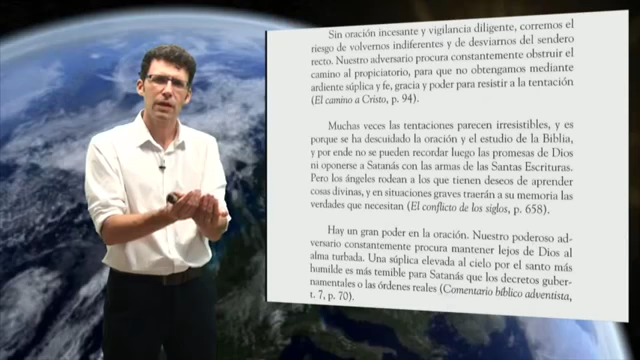 Sin oración incesante y vigilancia diligente, corremos el
riesgo de volvernos indiferentes y de desviarnos del sendero
recto. Nuestro adversario procura constantemente obstruir el
camino al propiciatorio, para que no obtengamos mediante
ardiente súplica y fe, gracia y poder para resistir a la tentación
(El camino a Cristo, p. 94).
Muchas veces las tentaciones parecen irresistibles, y es
porque se ha descuidado la oración y el estudio de la Biblia,
y por ende no se pueden recordar luego las promesas de Dios
ni oponerse a Satanás con las armas de las Santas Escrituras.
Pero los ángeles rodean a los que tienen deseos de aprender
cosas divinas, y en situaciones graves traerán a su memoria las
verdades que necesitan (El conflicto de los siglos, p. 658).
Hay un gran poder en la oración. Nuestro poderoso ad-
versario constantemente procura mantener lejos de Dios al
alma turbada. Una súplica elevada al cielo por el santo más
humilde es más temible para Satanás que los decretos guber-
namentales o las órdenes reales (Comentario bíblico adventista,
t. 7, p. 70).